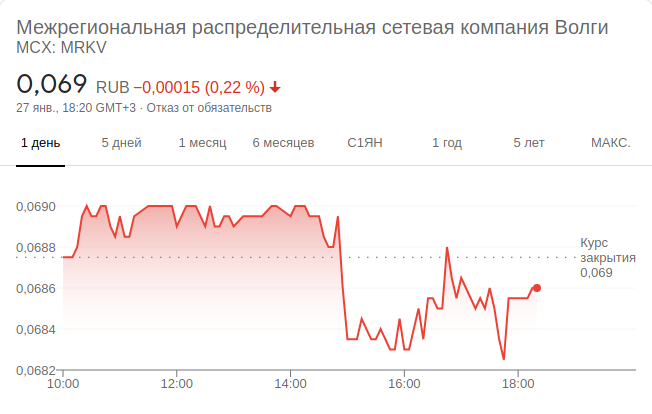 Межрегиональная распределительная сетевая компания Волги
MCX: MRKV
0,069 RUB −0,00015 (0,22 %)
27 янв., 18:20 GMT+3 · Отказ от обязательств
1 день 5 дней 1 месяц 6 месяцев С1ЯН 1 год 5 лет МАКС.
0,0690
0,0688
Курс
закрытия
0,069
0,0686
0,0684
0,0682
10:00 12:00 14:00 16:00 18:00